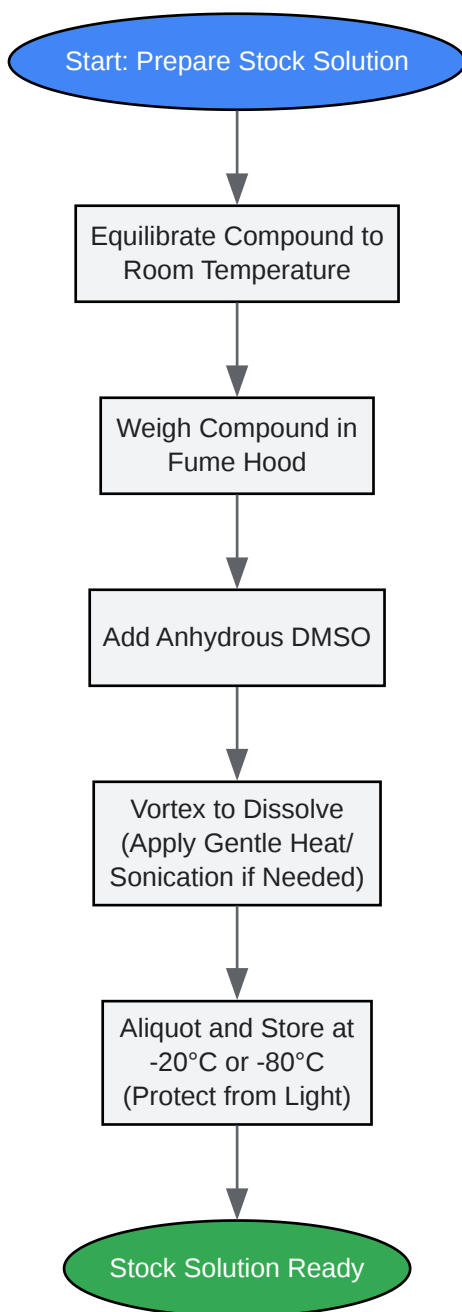 Start: Prepare Stock Solution
Equilibrate Compound to
Room Temperature
Weigh Compound in
Fume Hood
Add Anhydrous DMSO
Vortex to Dissolve
(Apply Gentle Heat/
Sonication if Needed)
Aliquot and Store at
-20°C or -80°C
(Protect from Light)
Stock Solution Ready